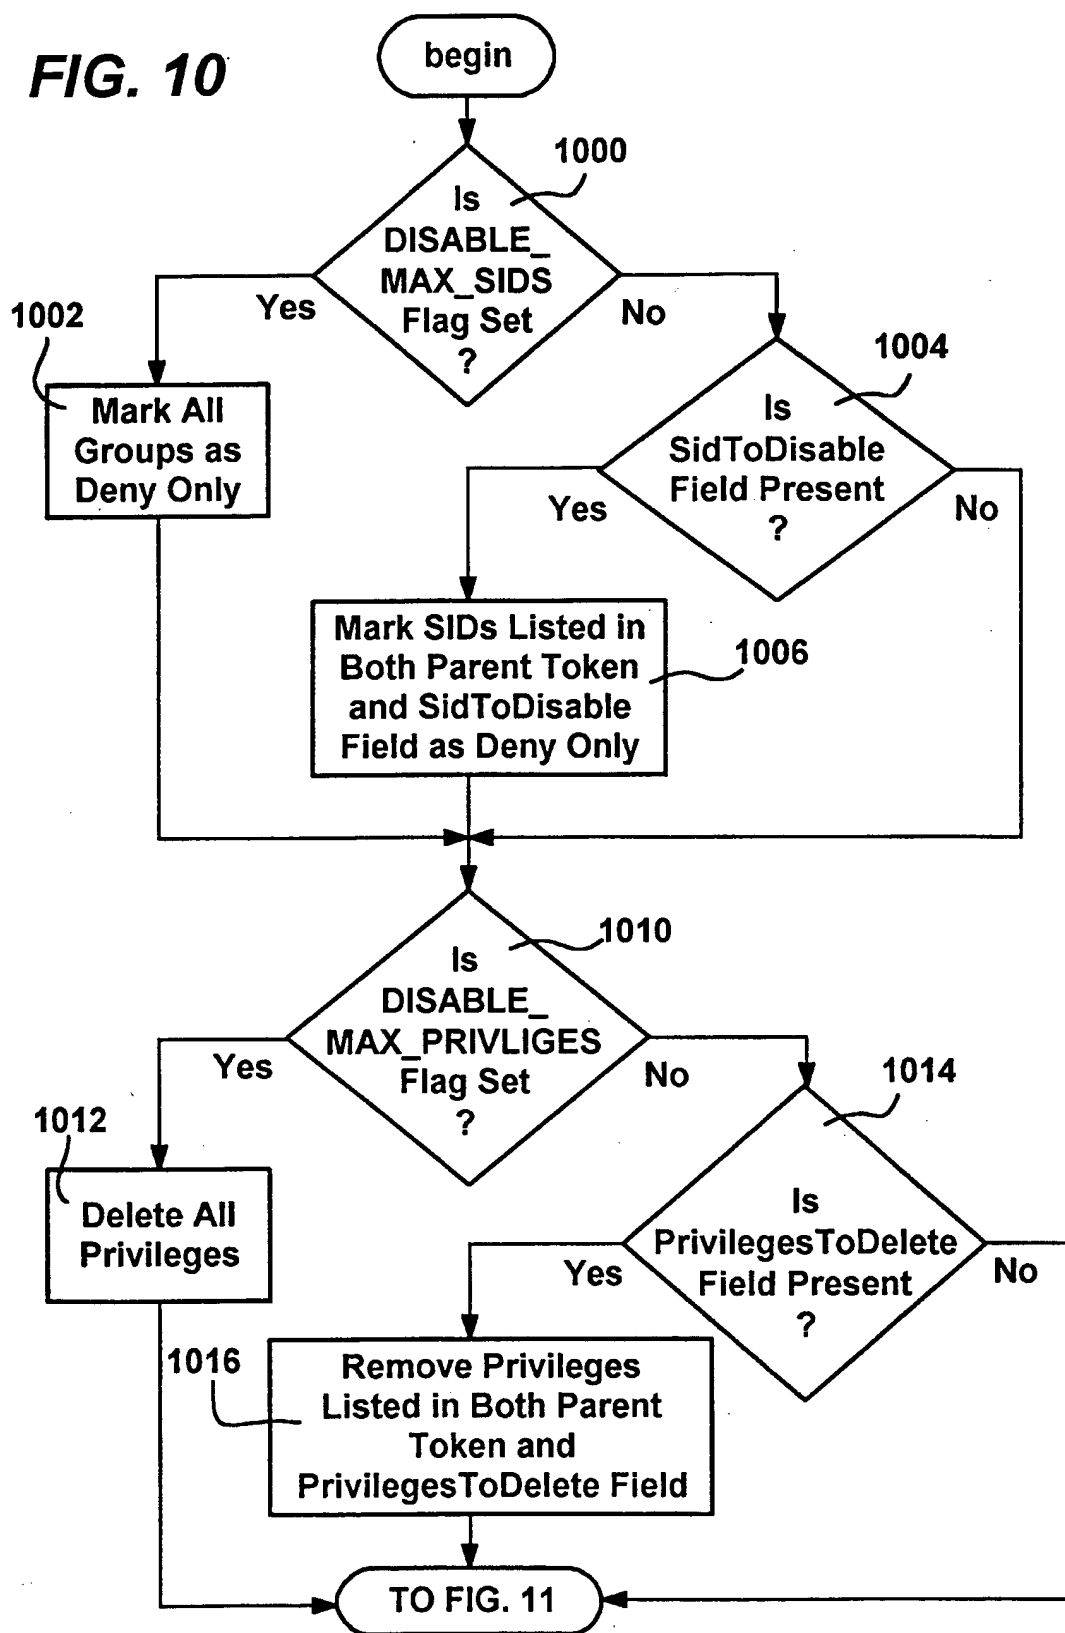 FIG. 10
begin
1000
Is
DISABLE_
MAX_SIDS
Flag Set
?
Yes
No
1002
Mark All
Groups as
Deny Only
1004
Is
SidToDisable
Field Present
?
Yes
No
Mark SIDs Listed in
Both Parent Token
and SidToDisable
Field as Deny Only
1006
1010
Is
DISABLE_
MAX_PRIVLIGES
Flag Set
?
Yes
No
1012
Delete All
Privileges
1014
Is
PrivilegesToDelete
Field Present
?
Yes
No
1016
Remove Privileges
Listed in Both Parent
Token and
PrivilegesToDelete Field
TO FIG. 11